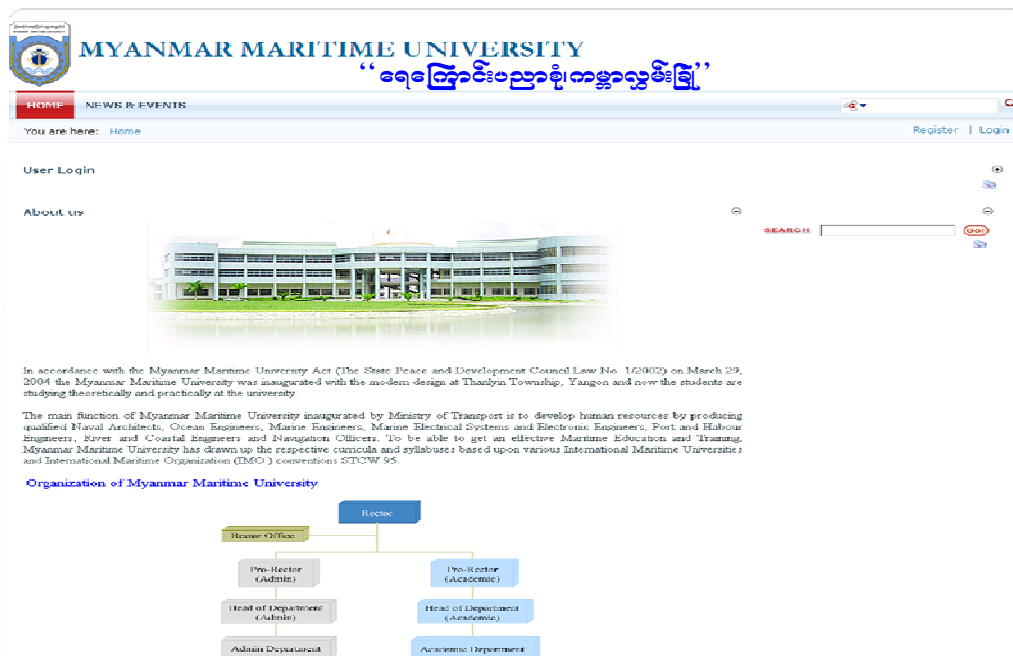 MYANMAR MARITIME UNIVERSITY
‘‘ရေကြောင်းပညာစုံ၊ကမ္ဘာလွှမ်းခြုံ’’
HOME NEWS & EVENTS
You are here: Home
Register | Login
User Login
About us
SEARCH Go!
In accordance with the Myanmar Maritime University Act (The State Peace and Development Council Law No. 1/2002) on March 29,
2004 the Myanmar Maritime University was inaugurated with the modern design at Thanlyin Township, Yangon and now the students are
studying theoretically and practically at the university.
The main function of Myanmar Maritime University inaugurated by Ministry of Transport is to develop human resources by producing
qualified Naval Architects, Ocean Engineers, Marine Engineers, Marine Electrical Systems and Electronic Engineers, Port and Habour
Engineers, River and Coastal Engineers and Navigation Officers. To be able to get an effective Maritime Education and Training,
Myanmar Maritime University has drawn up the respective curricula and syllabuses based upon various International Maritime Universities
and International Maritime Organization (IMO ) conventions STCW 95.
Organization of Myanmar Maritime University
Rector
Rector Office
Pro-Rector
(Admin)
Pro-Rector
(Academic)
Head of Department
(Admin)
Head of Department
(Academic)
Admin Department
Academic Department